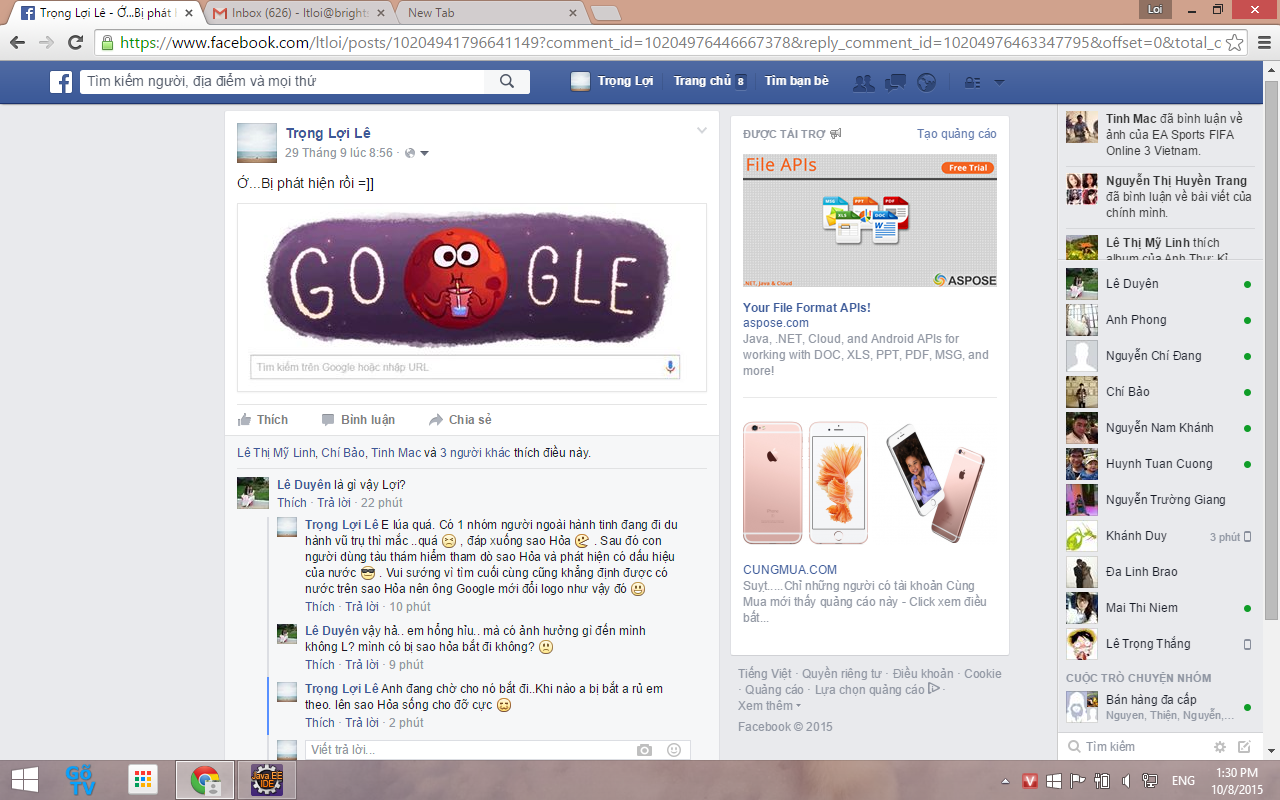 Trọng Lợi Lê - Ớ...Bị phát
Inbox (626) - ltloi@brights
New Tab
Loi
https://www.facebook.com/ltloi/posts/10204941796641149?comment_id=10204976446667378&reply_comment_id=10204976463347795&offset=0&total_c
Tìm kiếm người, địa điểm và mọi thứ
Trọng Lợi
Trang chủ 8
Tìm bạn bè
Trọng Lợi Lê
29 Tháng 9 lúc 8:56 ·
Ớ...Bị phát hiện rồi =]]
GOOGLE
Tìm kiếm trên Google hoặc nhập URL
Thích Bình luận Chia sẻ
Lê Thị Mỹ Linh, Chí Bảo, Tinh Mac và 3 người khác thích điều này.
Lê Duyên là gì vậy Lợi?
Thích · Trả lời · 22 phút
Trọng Lợi Lê E lúa quá. Có 1 nhóm người ngoài hành tinh đang đi du
hành vũ trụ thì mắc ..quá , đáp xuống sao Hỏa . Sau đó con
người dùng tàu thám hiểm tham dò sao Hỏa và phát hiện có dấu hiệu
của nước . Vui sướng vì tìm cuối cùng cũng khẳng định được có
nước trên sao Hỏa nên ông Google mới đổi logo như vậy đó
Thích · Trả lời · 10 phút
Lê Duyên vậy hả.. em hổng hỉu.. mà có ảnh hưởng gì đến mình
không L? mình có bị sao hỏa bắt đi không?
Thích · Trả lời · 9 phút
Trọng Lợi Lê Anh đang chờ cho nó bắt đi..Khi nào a bị bắt a rủ em
theo. lên sao Hỏa sống cho đỡ cực
Thích · Trả lời · 2 phút
Viết trả lời...
ĐƯỢC TÀI TRỢ
Tạo quảng cáo
File APIs
Free Trial
XLS PPT PDF
XLS DOC
.NET, Java & Cloud
ASPOSE
Your File Format APIs!
aspose.com
Java, .NET, Cloud, and Android APIs for
working with DOC, XLS, PPT, PDF, MSG, and
more!
CUNGMUA.COM
Suỵt.....Chỉ những người có tài khoản Cùng
Mua mới thấy quảng cáo này - Click xem điều
bất...
Tiếng Việt · Quyền riêng tư · Điều khoản · Cookie
· Quảng cáo · Lựa chọn quảng cáo ·
Xem thêm
Facebook © 2015
Tinh Mac đã bình luận về
ảnh của EA Sports FIFA
Online 3 Vietnam.
Nguyễn Thị Huyền Trang
đã bình luận về bài viết của
chính mình.
Lê Thị Mỹ Linh thích
album của Anh Thư: Kỉ
Lê Duyên
Anh Phong
Nguyễn Chí Đang
Chí Bảo
Nguyễn Nam Khánh
Huynh Tuan Cuong
Nguyễn Trường Giang
Khánh Duy 3 phút
Đa Linh Brao
Mai Thi Niem
Lê Trọng Thắng
CUỘC TRÒ CHUYỆN NHÓM
Bán hàng đa cấp
Nguyen, Thiện, Nguyễn,...
Tìm kiếm
Gõ
TV
Java EE
IDE
V
ENG
1:30 PM
10/8/2015